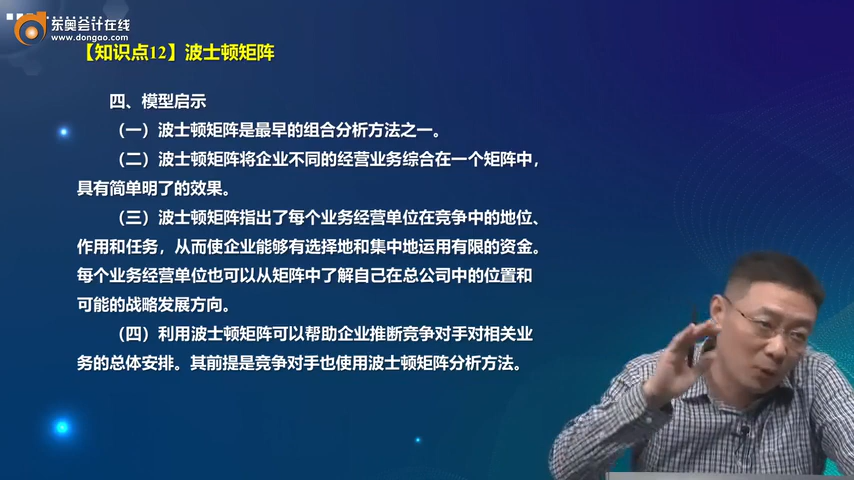 东奥会计在线
www.dongao.com
【知识点12】波士顿矩阵
四、模型启示
（一）波士顿矩阵是最早的组合分析方法之一。
（二）波士顿矩阵将企业不同的经营业务综合在一个矩阵中，
具有简单明了的效果。
（三）波士顿矩阵指出了每个业务经营单位在竞争中的地位、
作用和任务，从而使企业能够有选择地和集中地运用有限的资金。
每个业务经营单位也可以从矩阵中了解自己在总公司中的位置和
可能的战略发展方向。
（四）利用波士顿矩阵可以帮助企业推断竞争对手对相关业
务的总体安排。其前提是竞争对手也使用波士顿矩阵分析方法。